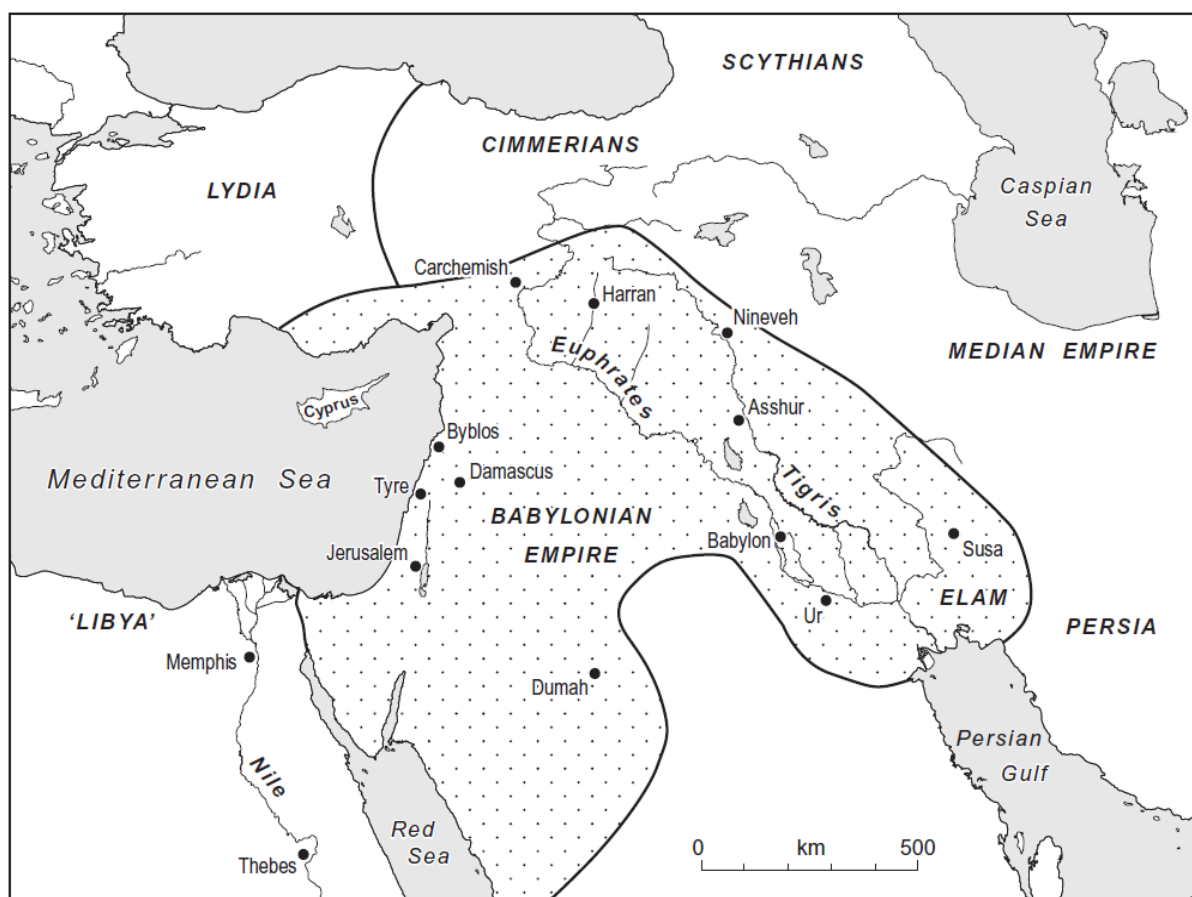 SCYTHIANS
CIMMERIANS
LYDIA
Caspian
Sea
Carchemish
Harran
Nineveh
MEDIAN EMPIRE
Euphrates
Cyprus
Asshur
Byblos
Mediterranean Sea
Damascus
Tyre
Tigris
BABYLONIAN
EMPIRE
Babylon
Susa
Jerusalem
ELAM
'LIBYA'
Ur
PERSIA
Memphis
Dumah
Persian
Gulf
Nile
Red
Sea
0 km 500
Thebes